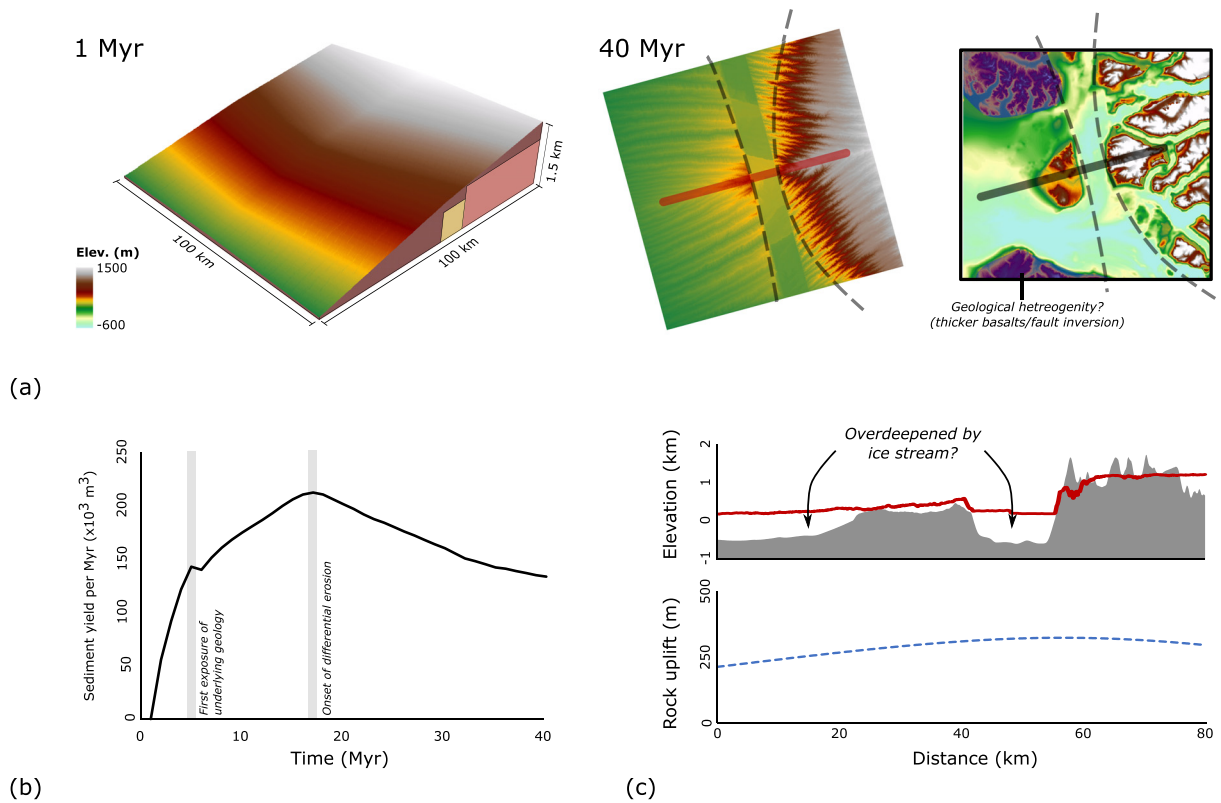 1 Myr
40 Myr
1.5 km
100 km
100 km
Elev. (m)
1500
-600
Geological hetreogenity?
(thicker basalts/fault inversion)
(a)
Sediment yield per Myr (x10³ m³)
250
200
150
100
50
0
First exposure of
underlying geology
Onset of differential erosion
0
10
20
30
40
Time (Myr)
(b)
Overdeepened by
ice stream?
Elevation (km)
2
1
0
-1
Rock uplift (m)
500
250
0
0
20
40
60
80
Distance (km)
(c)